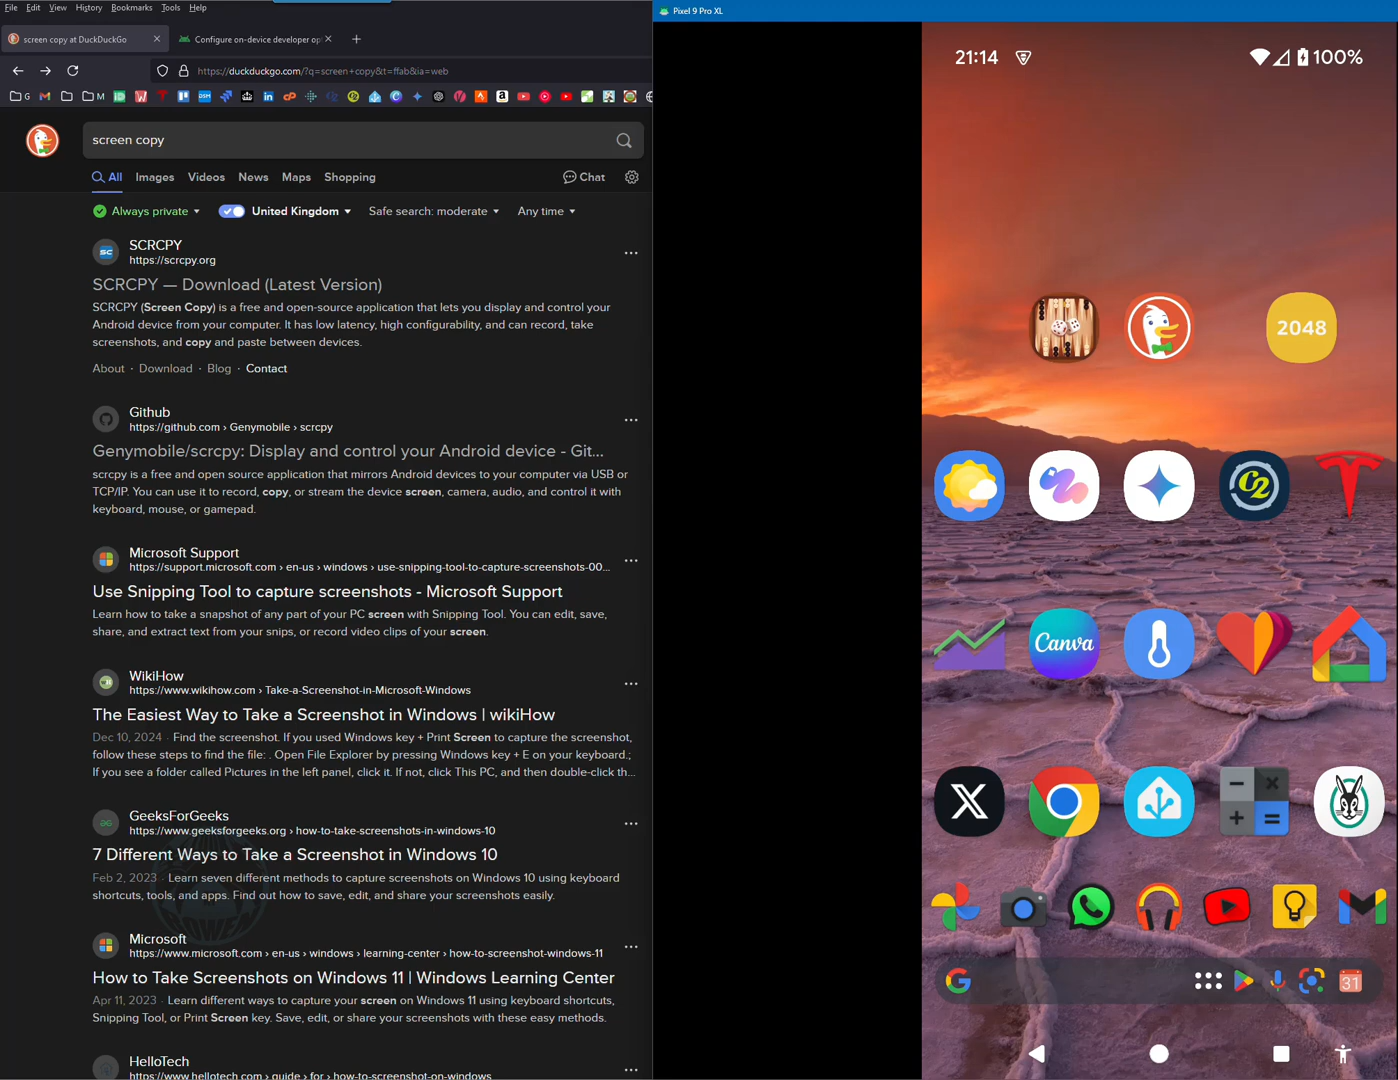 File Edit View History Bookmarks Tools Help
Pixel 9 Pro XL
screen copy at DuckDuckGo
Configure on-device developer op
https://duckduckgo.com/?q=screen+copy&t=ffab&ia=web
G
M
screen copy
All Images Videos News Maps Shopping Chat
Always private United Kingdom Safe search: moderate Any time
SCRCPY
https://scrcpy.org
SCRCPY — Download (Latest Version)
SCRCPY (Screen Copy) is a free and open-source application that lets you display and control your
Android device from your computer. It has low latency, high configurability, and can record, take
screenshots, and copy and paste between devices.
About · Download · Blog · Contact
Github
https://github.com › Genymobile › scrcpy
Genymobile/scrcpy: Display and control your Android device - Git...
scrcpy is a free and open source application that mirrors Android devices to your computer via USB or
TCP/IP. You can use it to record, copy, or stream the device screen, camera, audio, and control it with
keyboard, mouse, or gamepad.
Microsoft Support
https://support.microsoft.com › en-us › windows › use-snipping-tool-to-capture-screenshots-00...
Use Snipping Tool to capture screenshots - Microsoft Support
Learn how to take a snapshot of any part of your PC screen with Snipping Tool. You can edit, save,
share, and extract text from your snips, or record video clips of your screen.
WikiHow
https://www.wikihow.com › Take-a-Screenshot-in-Microsoft-Windows
The Easiest Way to Take a Screenshot in Windows | wikiHow
Dec 10, 2024 · Find the screenshot. If you used Windows key + Print Screen to capture the screenshot,
follow these steps to find the file: . Open File Explorer by pressing Windows key + E on your keyboard.;
If you see a folder called Pictures in the left panel, click it. If not, click This PC, and then double-click th...
GeeksForGeeks
https://www.geeksforgeeks.org › how-to-take-screenshots-in-windows-10
7 Different Ways to Take a Screenshot in Windows 10
Feb 2, 2023 · Learn seven different methods to capture screenshots on Windows 10 using keyboard
shortcuts, tools, and apps. Find out how to save, edit, and share your screenshots easily.
Microsoft
https://www.microsoft.com › en-us › windows › learning-center › how-to-screenshot-windows-11
How to Take Screenshots on Windows 11 | Windows Learning Center
Apr 11, 2023 · Learn different ways to capture your screen on Windows 11 using keyboard shortcuts,
Snipping Tool, or Print Screen key. Save, edit, or share your screenshots with these easy methods.
HelloTech
https://www.hellotech.com › guide › for › how-to-screenshot-on-windows
21:14
100%
2048
C2
Canva
31